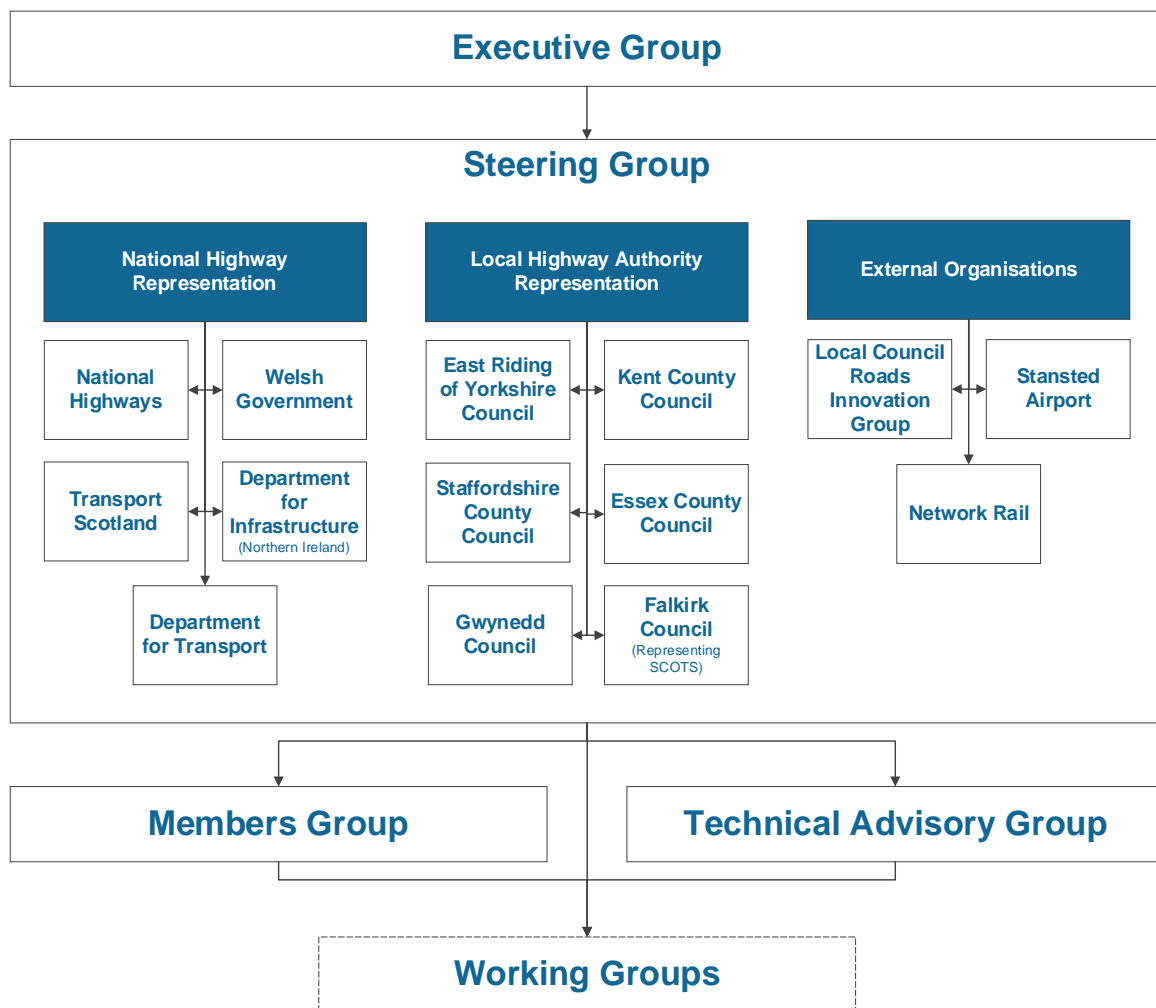 Executive Group
Steering Group
National Highway
Representation
National
Highways
Welsh
Government
Transport
Scotland
Department
for
Infrastructure
(Northern Ireland)
Department
for Transport
Local Highway Authority
Representation
East Riding
of Yorkshire
Council
Kent County
Council
Staffordshire
County
Council
Essex County
Council
Gwynedd
Council
Falkirk
Council
(Representing
SCOTS)
External Organisations
Local Council
Roads
Innovation
Group
Stansted
Airport
Network Rail
Members Group
Technical Advisory Group
Working Groups